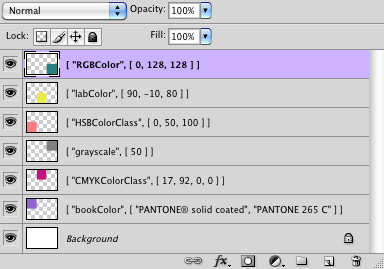 Normal Opacity: 100%
Lock: Fill: 100%
[ "RGBColor", [ 0, 128, 128 ] ]
[ "labColor", [ 90, -10, 80 ] ]
[ "HSBColorClass", [ 0, 50, 100 ] ]
[ "grayscale", [ 50 ] ]
[ "CMYKColorClass", [ 17, 92, 0, 0 ] ]
[ "bookColor", [ "PANTONE® solid coated", "PANTONE 265 C" ] ]
Background
fx